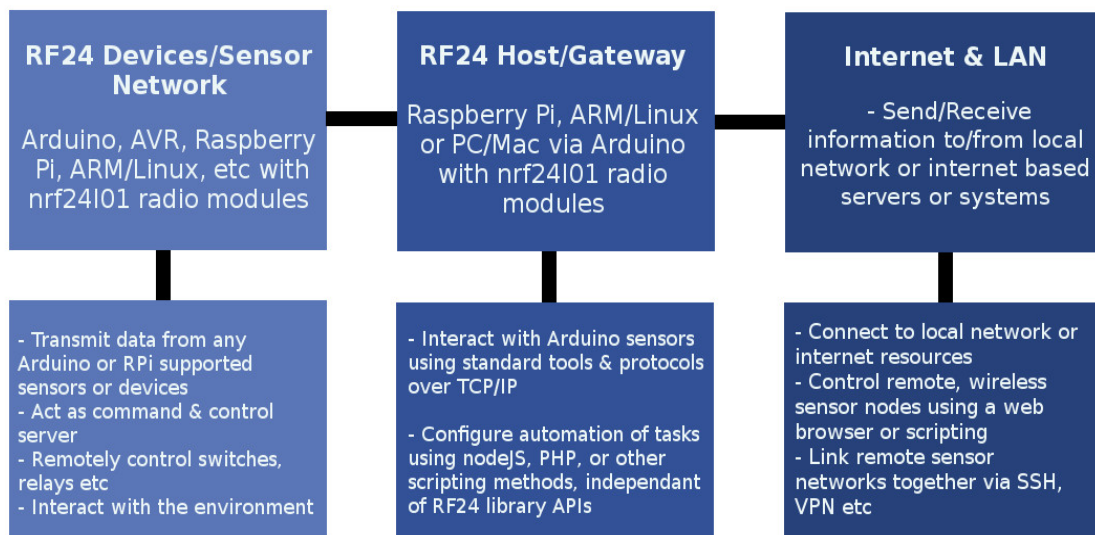 RF24 Devices/Sensor
Network
Arduino, AVR, Raspberry
Pi, ARM/Linux, etc with
nrf24l01 radio modules
RF24 Host/Gateway
Raspberry Pi, ARM/Linux
or PC/Mac via Arduino
with nrf24l01 radio
modules
Internet & LAN
- Send/Receive
information to/from local
network or internet based
servers or systems
- Transmit data from any
Arduino or RPi supported
sensors or devices
- Act as command & control
server
- Remotely control switches,
relays etc
- Interact with the environment
- Interact with Arduino sensors
using standard tools & protocols
over TCP/IP
- Configure automation of tasks
using nodeJS, PHP, or other
scripting methods, independant
of RF24 library APIs
- Connect to local network or
internet resources
- Control remote, wireless
sensor nodes using a web
browser or scripting
- Link remote sensor
networks together via SSH,
VPN etc